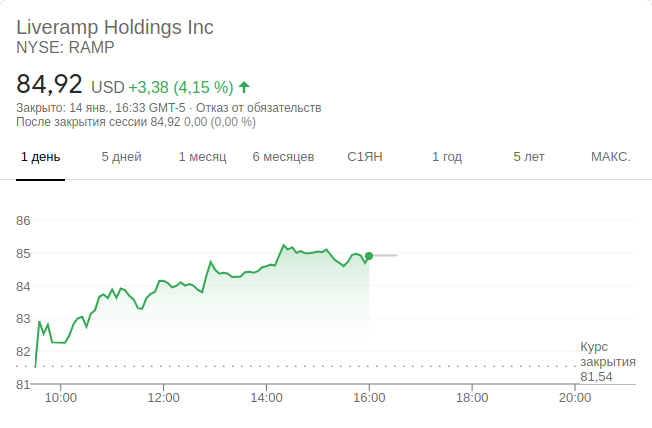 Liveramp Holdings Inc
NYSE: RAMP
84,92 USD +3,38 (4,15 %)
Закрыто: 14 янв., 16:33 GMT-5 · Отказ от обязательств
После закрытия сессии 84,92 0,00 (0,00 %)
1 день 5 дней 1 месяц 6 месяцев С1ЯН 1 год 5 лет МАКС.
86
85
84
83
82
Курс
закрытия
81,54
81
10:00 12:00 14:00 16:00 18:00 20:00